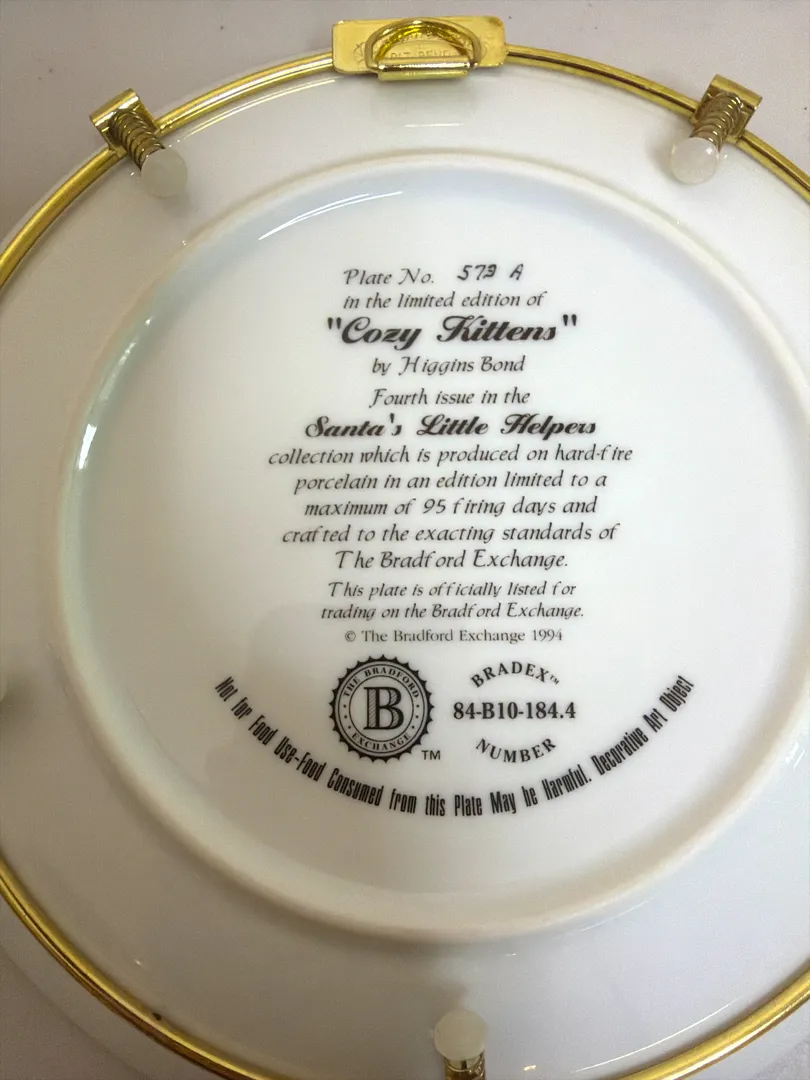 Plate No. 573 A
in the limited edition of
"Cozy Kittens"
by Higgins Bond
Fourth issue in the
Santa's Little Helpers
collection which is produced on hard-fire
porcelain in an edition limited to a
maximum of 95 firing days and
crafted to the exacting standards of
The Bradford Exchange.
This plate is officially listed for
trading on the Bradford Exchange.
© The Bradford Exchange 1994
THE BRADFORD
B
EXCHANGE
TM
BRADEX™
84-B10-184.4
NUMBER
Not for Food Use-Food Consumed from this Plate May be Harmful. Decorative Art Object